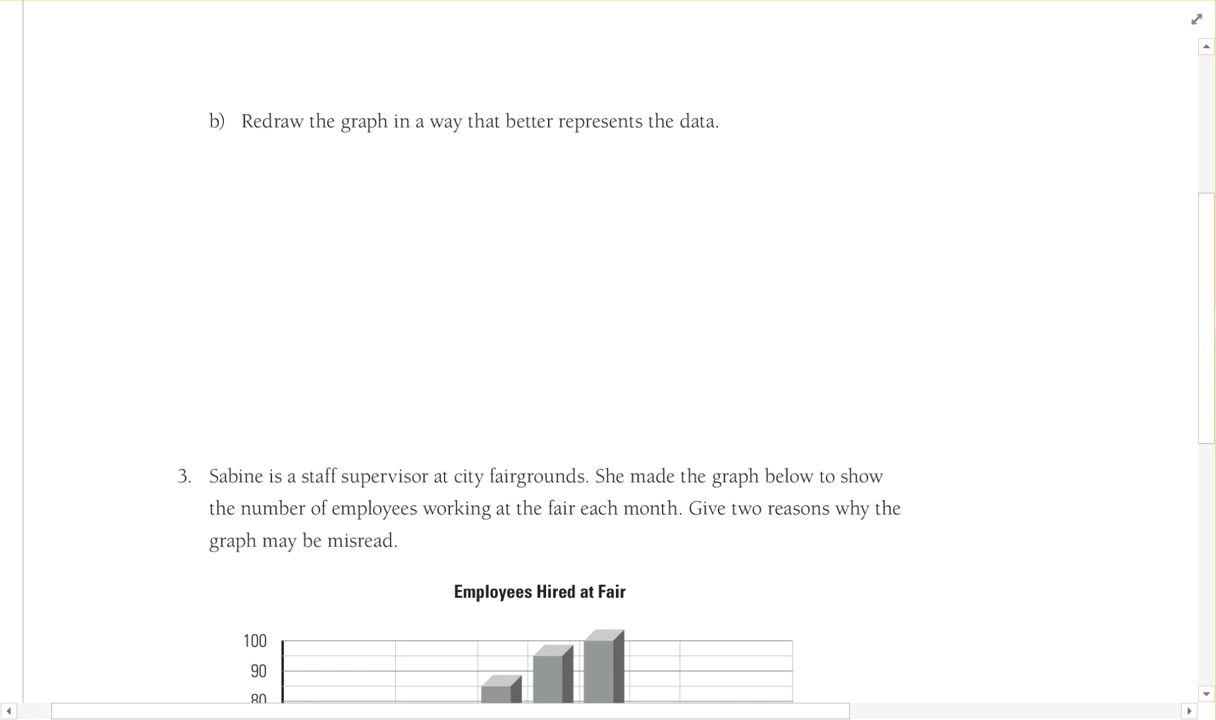 b) Redraw the graph in a way that better represents the data.
3. Sabine is a staff supervisor at city fairgrounds. She made the graph below to show
the number of employees working at the fair each month. Give two reasons why the
graph may be misread.
Employees Hired at Fair
100
90
80